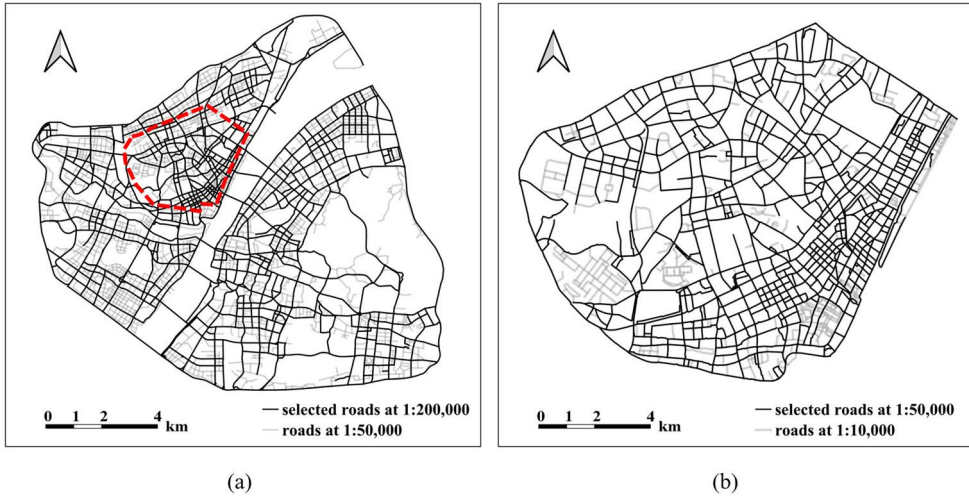 0 1 2 4
km
selected roads at 1:200,000
roads at 1:50,000
0 1 2 4
km
selected roads at 1:50,000
roads at 1:10,000
(a)
(b)